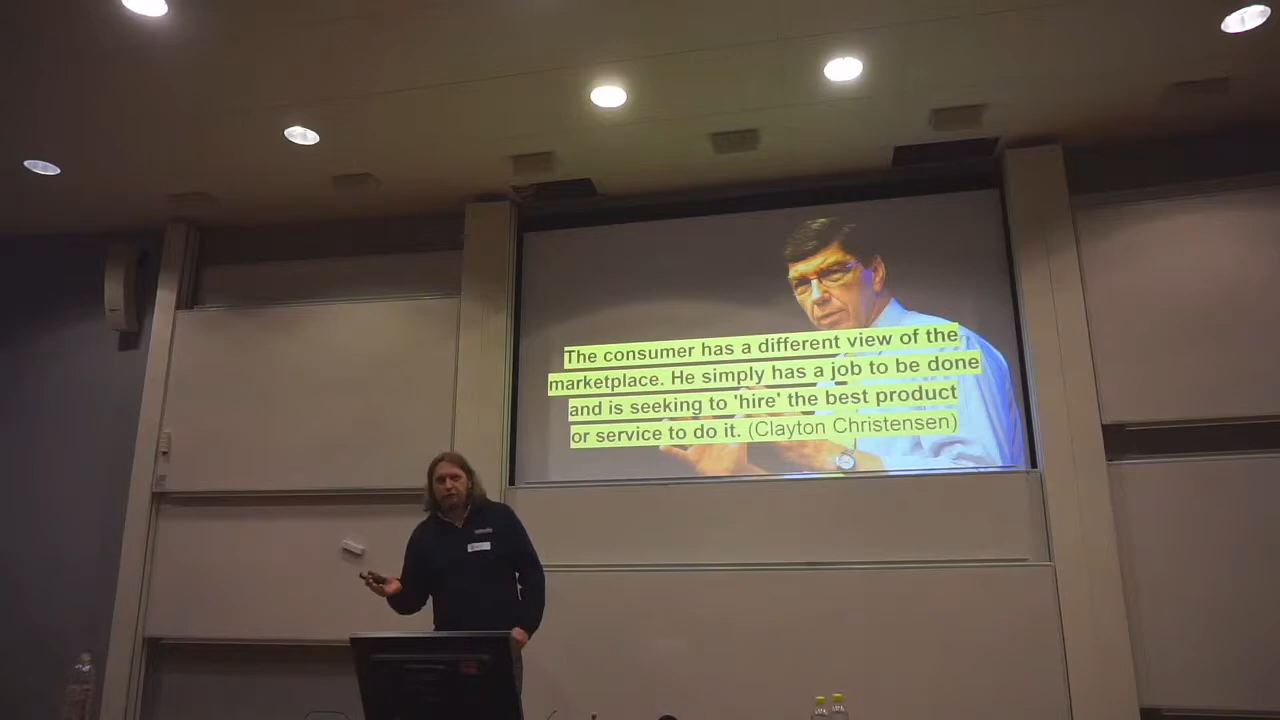 The consumer has a different view of the
marketplace. He simply has a job to be done
and is seeking to 'hire' the best product
or service to do it. (Clayton Christensen)